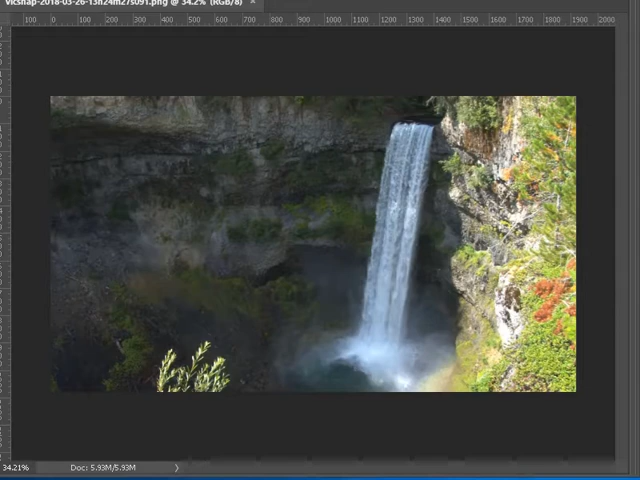 vlcsnap-2018-03-26-13h24m27s091.png @ 34.2% (RGB/8) ×
100 0 100 200 300 400 500 600 700 800 900 1000 1100 1200 1300 1400 1500 1600 1700 1800 1900 2000
34.21% Doc: 5.93M/5.93M